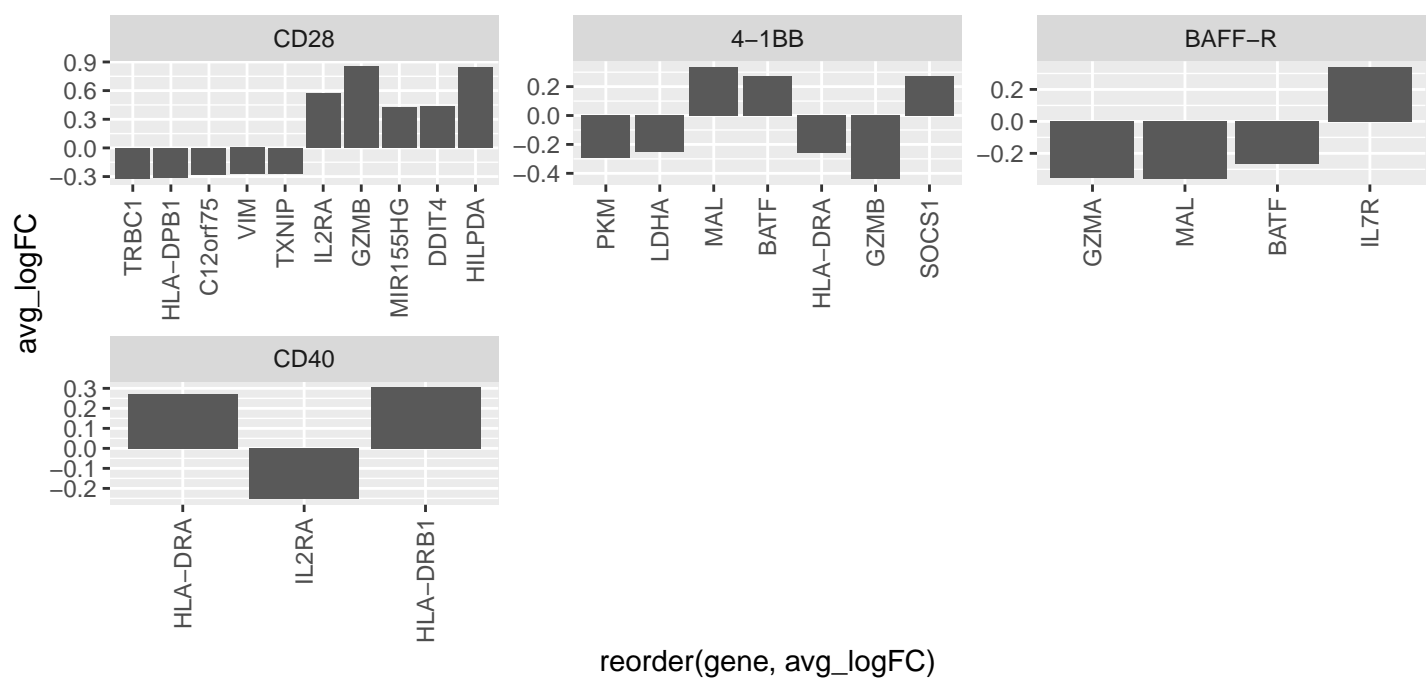 avg_logFC
CD28
0.9
0.6
0.3
0.0
−0.3
TRBC1
HLA−DPB1
C12orf75
VIM
TXNIP
IL2RA
GZMB
MIR155HG
DDIT4
HILPDA
4−1BB
0.2
0.0
−0.2
−0.4
PKM
LDHA
MAL
BATF
HLA−DRA
GZMB
SOCS1
BAFF−R
0.2
0.0
−0.2
GZMA
MAL
BATF
IL7R
CD40
0.3
0.2
0.1
0.0
−0.1
−0.2
HLA−DRA
IL2RA
HLA−DRB1
reorder(gene, avg_logFC)